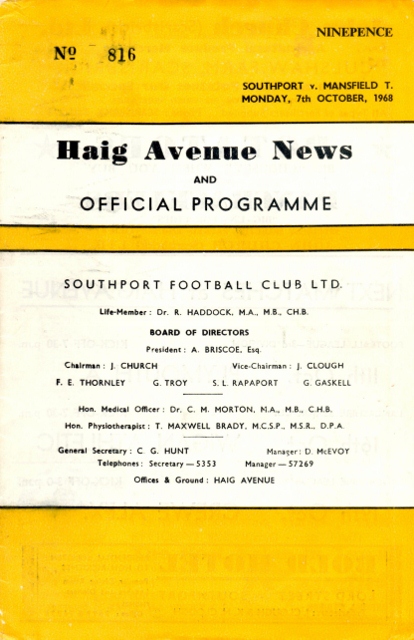 NINEPENCE
Nº 816
SOUTHPORT v. MANSFIELD T.
MONDAY, 7th OCTOBER, 1968
Haig Avenue News
AND
OFFICIAL PROGRAMME
SOUTHPORT FOOTBALL CLUB LTD.
Life-Member : Dr. R. HADDOCK, M.A., M.B., CH.B.
BOARD OF DIRECTORS
President : A. BRISCOE, Esq.
Chairman : J. CHURCH Vice-Chairman : J. CLOUGH
F. E. THORNLEY G. TROY S. L. RAPAPORT G. GASKELL
Hon. Medical Officer : Dr. C. M. MORTON, M.A., M.B., C.H.B.
Hon. Physiotherapist : T. MAXWELL BRADY, M.C.S.P., M.S.R., D.P.A.
General Secretary : C. G. HUNT Manager : D. McEVOY
Telephones : Secretary — 5353 Manager — 57269
Offices & Ground : HAIG AVENUE